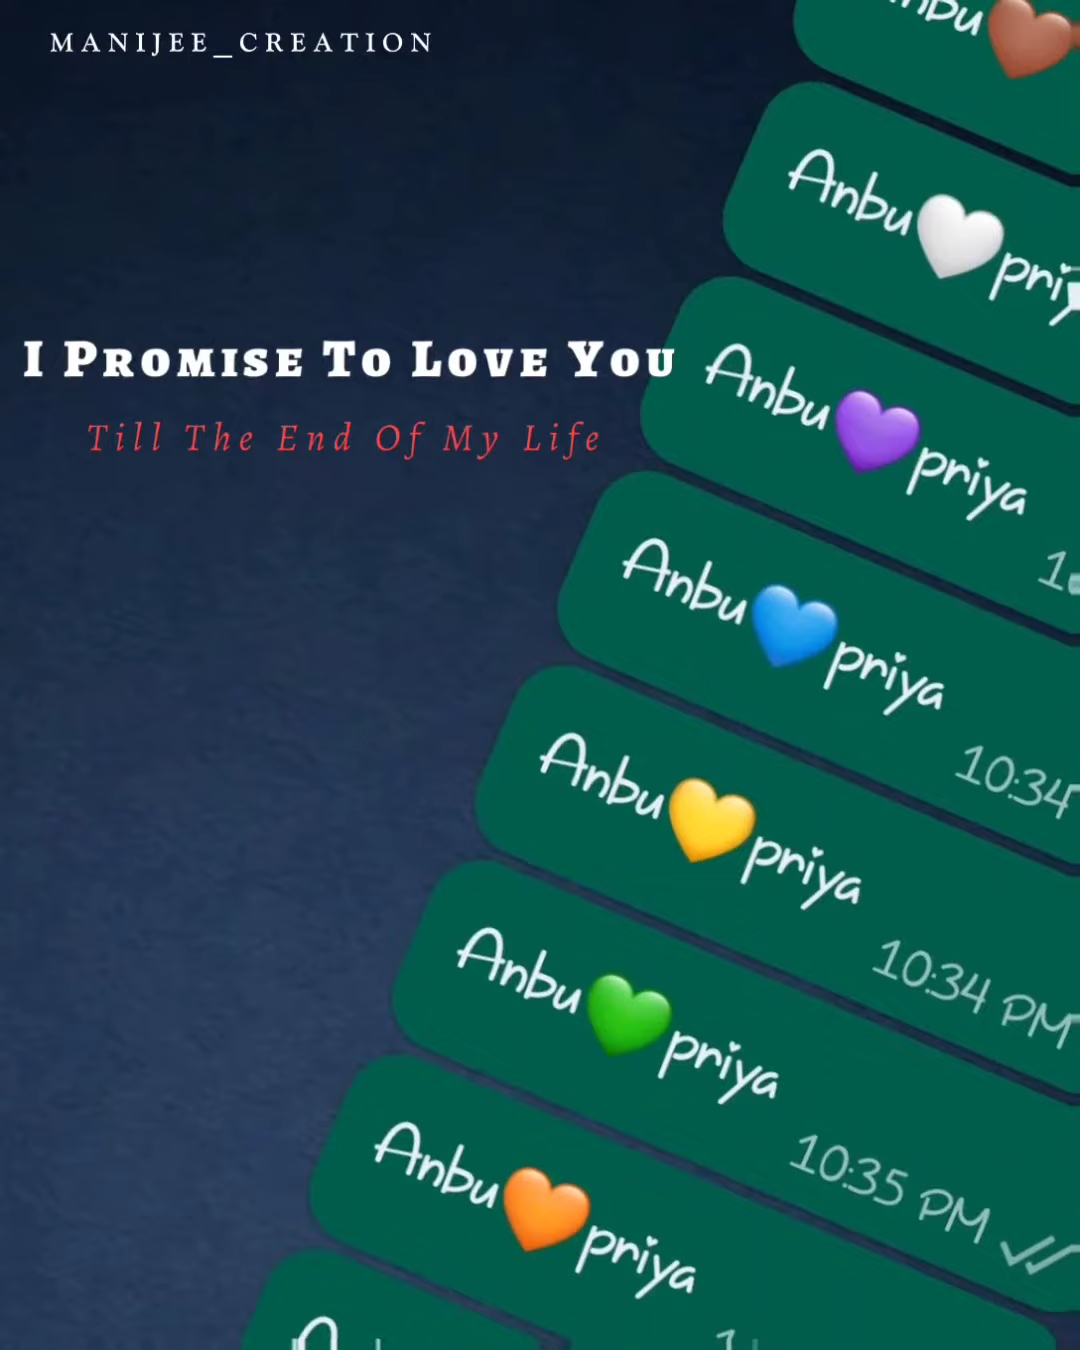 MANIJEE_CREATION
Anbu🤍
I Promise To Love You
Till The End Of My Life
Anbu💜priya
Anbu💙priya
10:34
Anbu💛priya
10:34 PM
Anbu💚priya
10:35 PM
Anbu🧡priya